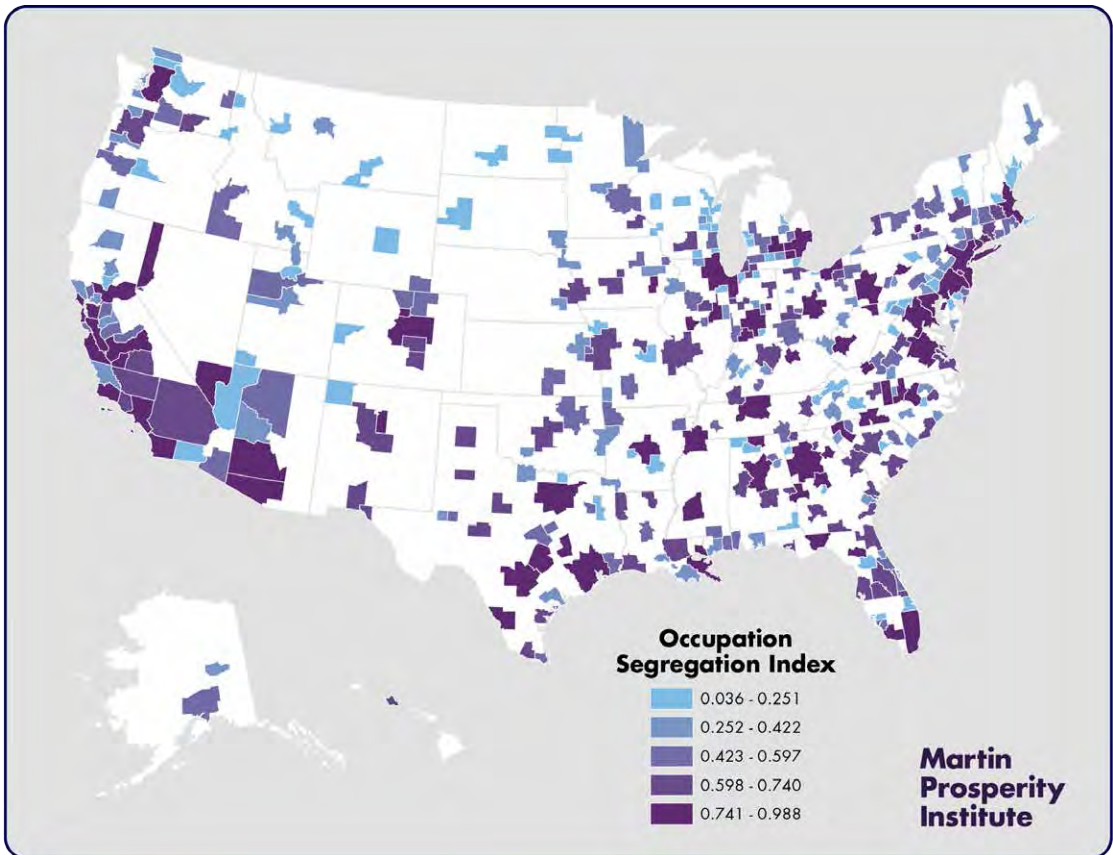 Occupation
Segregation Index
0.036 - 0.251
0.252 - 0.422
0.423 - 0.597
0.598 - 0.740
0.741 - 0.988
Martin
Prosperity
Institute